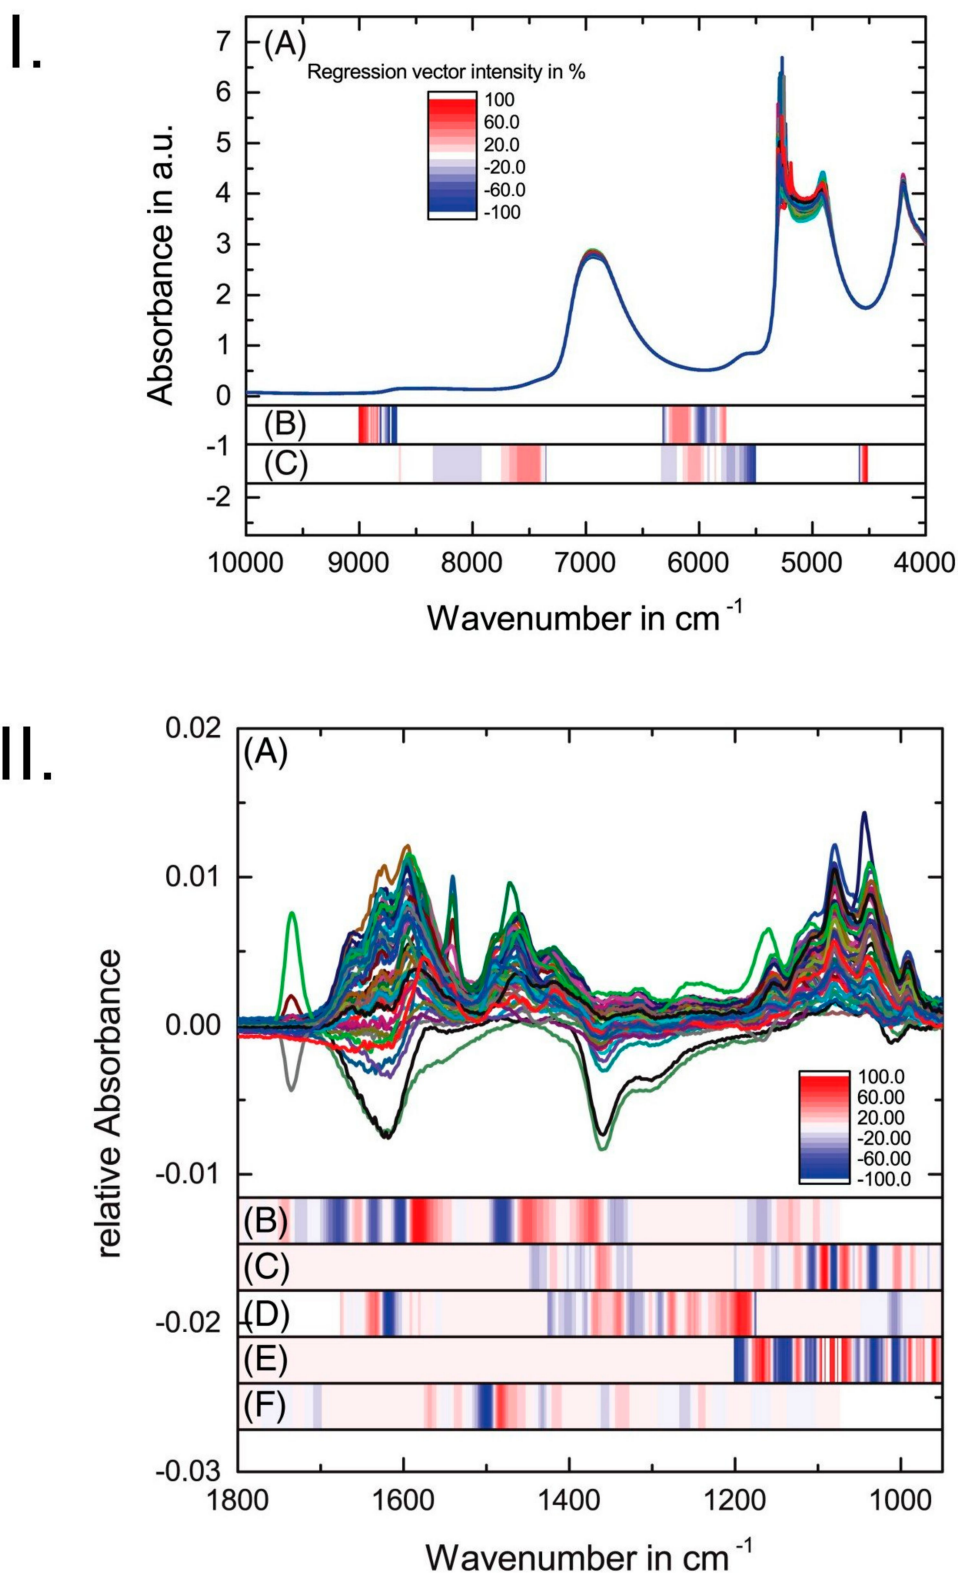 I.
(A)
Regression vector intensity in %
100
60.0
20.0
-20.0
-60.0
-100
7
6
5
4
3
2
1
0
-1
-2
Absorbance in a.u.
(B)
(C)
10000 9000 8000 7000 6000 5000 4000
Wavenumber in cm⁻¹
II.
(A)
0.02
0.01
0.00
-0.01
-0.02
-0.03
relative Absorbance
100.0
60.00
20.00
-20.00
-60.00
-100.0
(B)
(C)
(D)
(E)
(F)
1800 1600 1400 1200 1000
Wavenumber in cm⁻¹